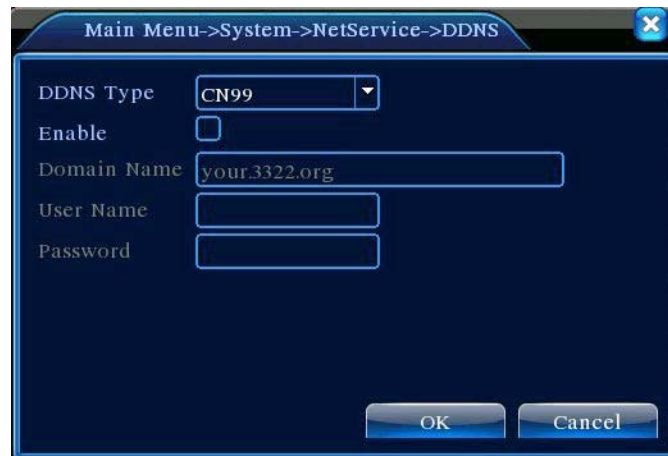 Main Menu->System->NetService->DDNS
DDNS Type CN99
Enable
Domain Name your.3322.org
User Name
Password
OK Cancel